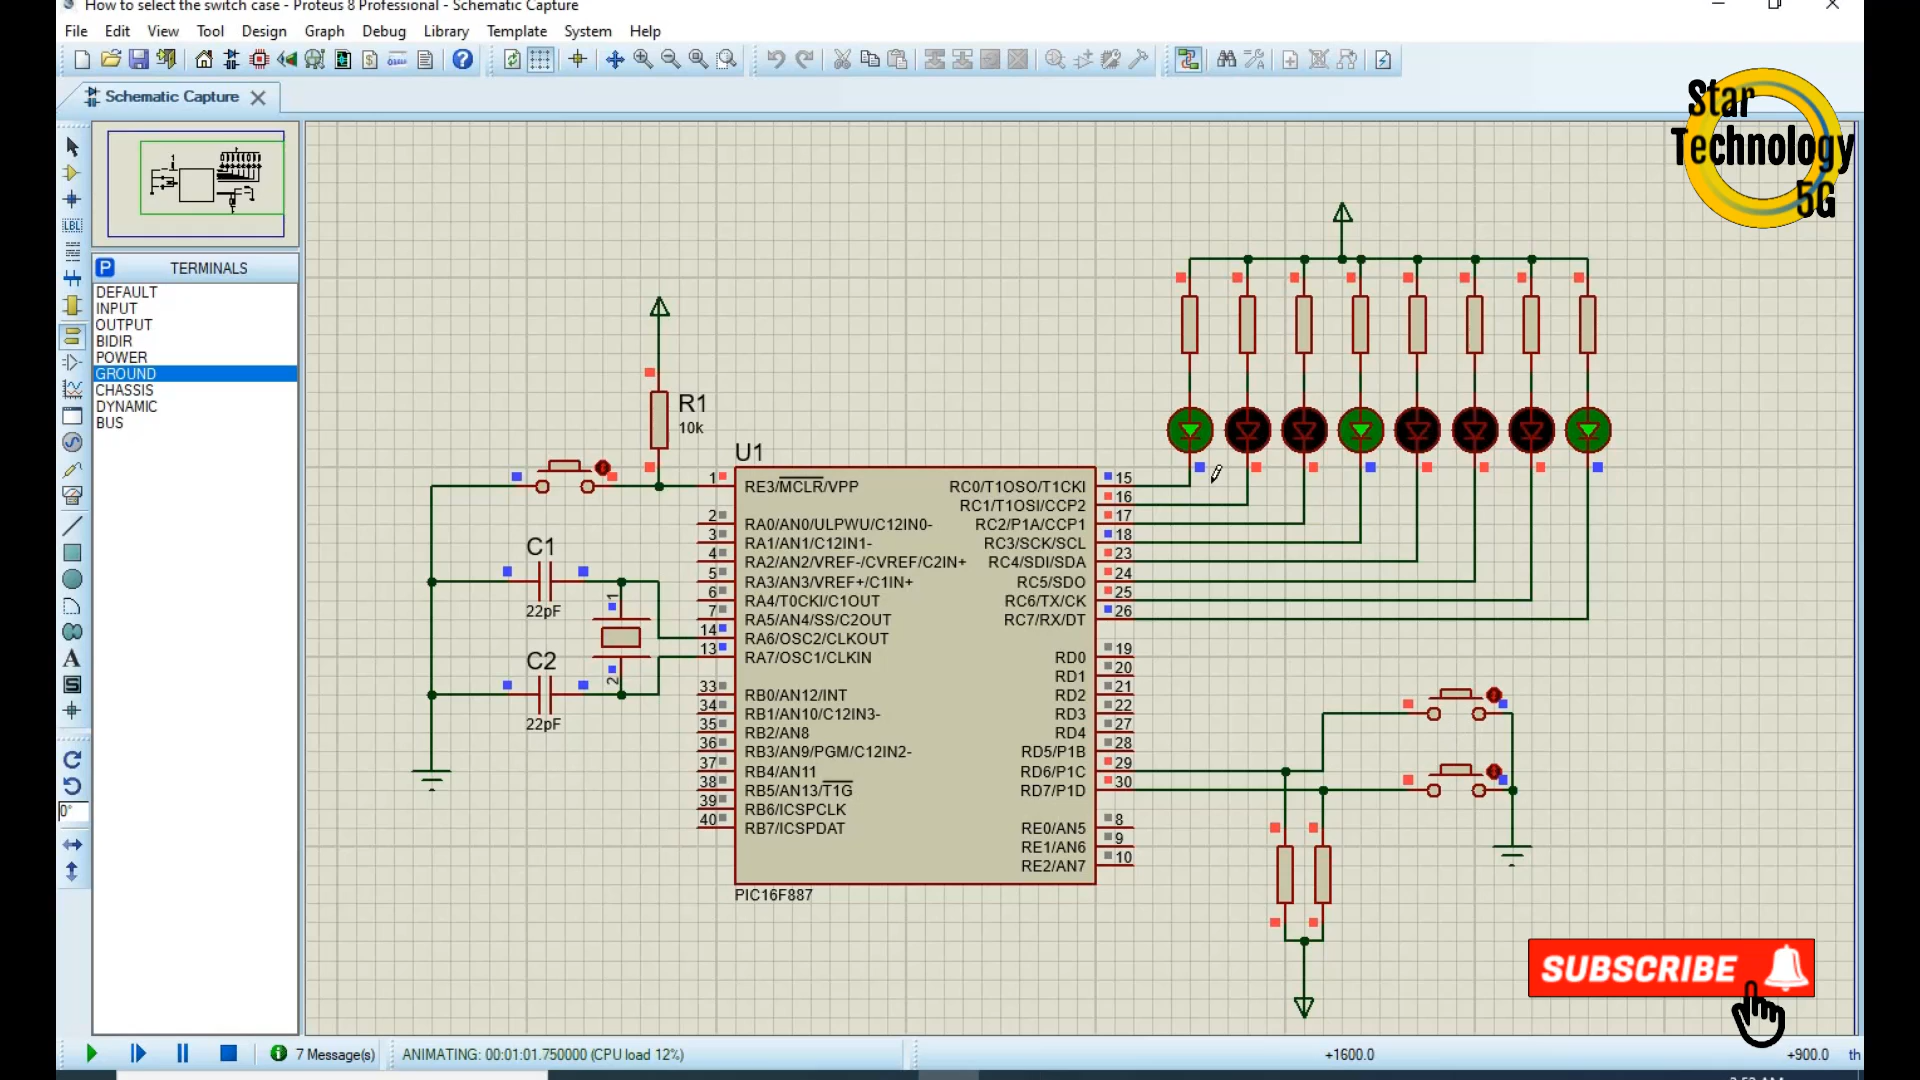 How to select the switch case - Proteus 8 Professional - Schematic Capture
File Edit View Tool Design Graph Debug Library Template System Help
Schematic Capture
Star
Technology
5G
LBL
P TERMINALS
DEFAULT
INPUT
OUTPUT
BIDIR
POWER
GROUND
CHASSIS
DYNAMIC
BUS
A
S
0°
R1
10k
C1
22pF
C2
22pF
1
2
U1
1 RE3/MCLR/VPP
2 RA0/AN0/ULPWU/C12IN0-
3 RA1/AN1/C12IN1-
4 RA2/AN2/VREF-/CVREF/C2IN+
5 RA3/AN3/VREF+/C1IN+
6 RA4/T0CKI/C1OUT
7 RA5/AN4/SS/C2OUT
14 RA6/OSC2/CLKOUT
13 RA7/OSC1/CLKIN
33 RB0/AN12/INT
34 RB1/AN10/C12IN3-
35 RB2/AN8
36 RB3/AN9/PGM/C12IN2-
37 RB4/AN11
38 RB5/AN13/T1G
39 RB6/ICSPCLK
40 RB7/ICSPDAT
RC0/T1OSO/T1CKI 15
RC1/T1OSI/CCP2 16
RC2/P1A/CCP1 17
RC3/SCK/SCL 18
RC4/SDI/SDA 23
RC5/SDO 24
RC6/TX/CK 25
RC7/RX/DT 26
RD0 19
RD1 20
RD2 21
RD3 22
RD4 27
RD5/P1B 28
RD6/P1C 29
RD7/P1D 30
RE0/AN5 8
RE1/AN6 9
RE2/AN7 10
PIC16F887
SUBSCRIBE
7 Message(s) ANIMATING: 00:01:01.750000 (CPU load 12%) +1600.0 +900.0 th